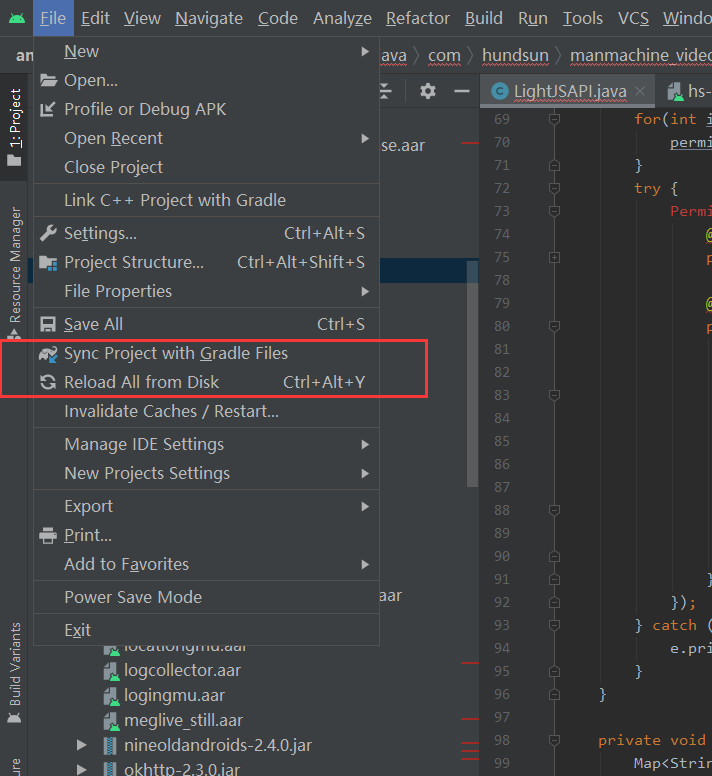 File Edit View Navigate Code Analyze Refactor Build Run Tools VCS Windo
an
ava com hundsun manmachine_video
LightJSAPI.java hs-
1: Project
Resource Manager
Build Variants
New
Open...
Profile or Debug APK
Open Recent
Close Project
Link C++ Project with Gradle
Settings... Ctrl+Alt+S
Project Structure... Ctrl+Alt+Shift+S
File Properties
Save All Ctrl+S
Sync Project with Gradle Files
Reload All from Disk Ctrl+Alt+Y
Invalidate Caches / Restart...
Manage IDE Settings
New Projects Settings
Export
Print...
Add to Favorites
Power Save Mode
Exit
se.aar
aar
locationgmu.aar
logcollector.aar
logingmu.aar
meglive_still.aar
nineoldandroids-2.4.0.jar
okhttp-2.3.0.jar
69 for(int i
70 permi
71 }
72 try {
73 Permi
74 @
75 p
78
79 @
80 p
81
82
83
84
85
86
87
88
89
90
91 }
92 });
93 } catch (
94 e.pri
95 }
96 }
97
98 private void
99 Map<Strin